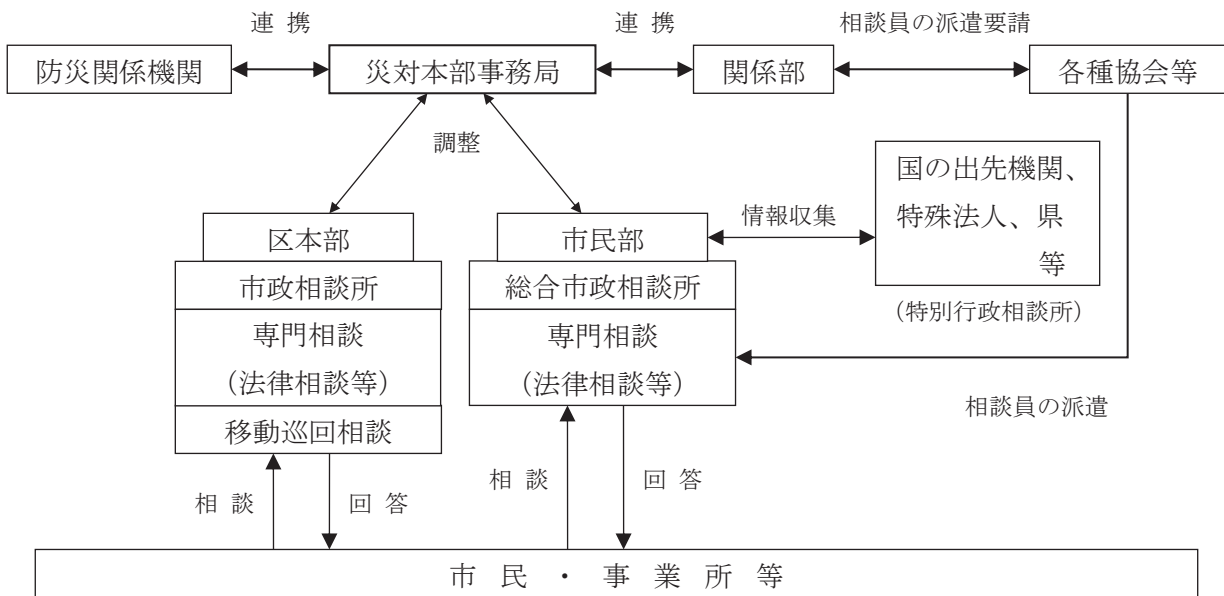 連 携
連 携
相談員の派遣要請
防災関係機関
災対本部事務局
関係部
各種協会等
調整
国の出先機関、
特殊法人、県
等
(特別行政相談所)
情報収集
区本部
市政相談所
専門相談
(法律相談等)
移動巡回相談
市民部
総合市政相談所
専門相談
(法律相談等)
相談員の派遣
相 談
回 答
相 談
回 答
市 民 ・ 事 業 所 等